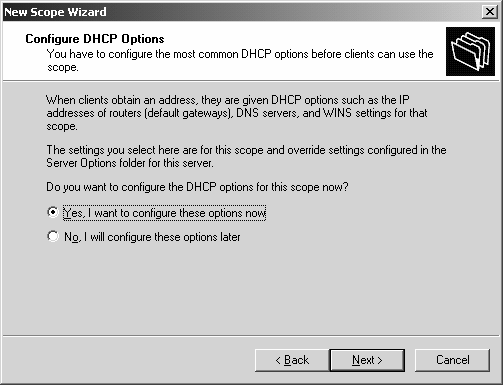 New Scope Wizard
Configure DHCP Options
You have to configure the most common DHCP options before clients can use the
scope.
When clients obtain an address, they are given DHCP options such as the IP
addresses of routers (default gateways), DNS servers, and WINS settings for that
scope.
The settings you select here are for this scope and override settings configured in the
Server Options folder for this server.
Do you want to configure the DHCP options for this scope now?
Yes, I want to configure these options now
No, I will configure these options later
< Back
Next >
Cancel